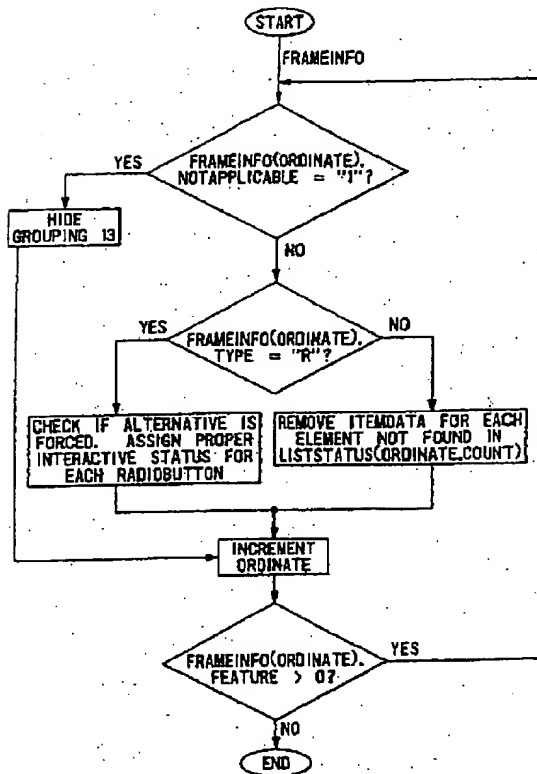 START
FRAMEINFO
YES
FRAMEINFO(ORDINATE).
NOTAPPLICABLE = "1"?
HIDE
GROUPING 13
NO
YES
FRAMEINFO(ORDINATE).
TYPE = "R"?
NO
CHECK IF ALTERNATIVE IS
FORCED. ASSIGN PROPER
INTERACTIVE STATUS FOR
EACH RADIOBUTTON
REMOVE ITEMDATA FOR EACH
ELEMENT NOT FOUND IN
LISTSTATUS(ORDINATE.COUNT)
INCREMENT
ORDINATE
FRAMEINFO(ORDINATE).
FEATURE > 0?
YES
NO
END